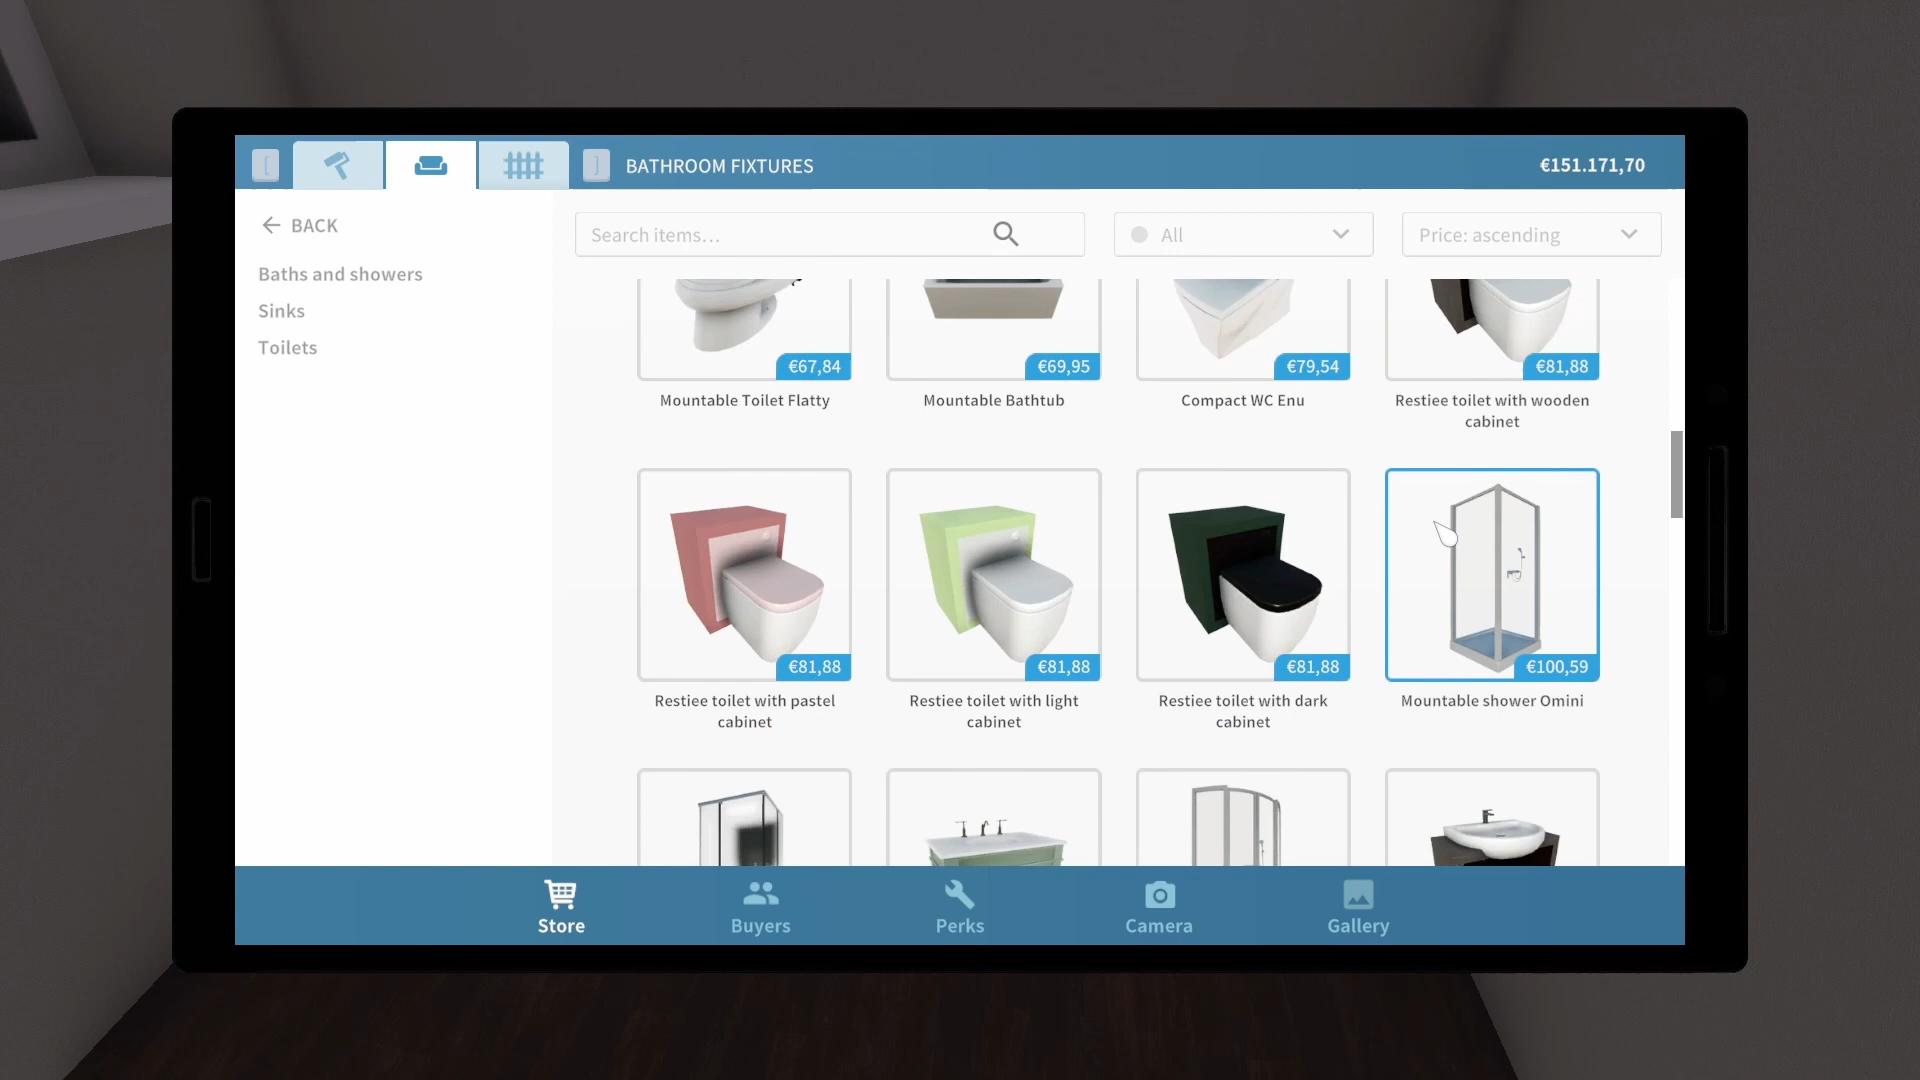 [
]
BATHROOM FIXTURES
€151.171,70
BACK
Baths and showers
Sinks
Toilets
Search items...
All
Price: ascending
€67,84
€69,95
€79,54
€81,88
Mountable Toilet Flatty
Mountable Bathtub
Compact WC Enu
Restiee toilet with wooden
cabinet
€81,88
€81,88
€81,88
€100,59
Restiee toilet with pastel
cabinet
Restiee toilet with light
cabinet
Restiee toilet with dark
cabinet
Mountable shower Omini
Store
Buyers
Perks
Camera
Gallery